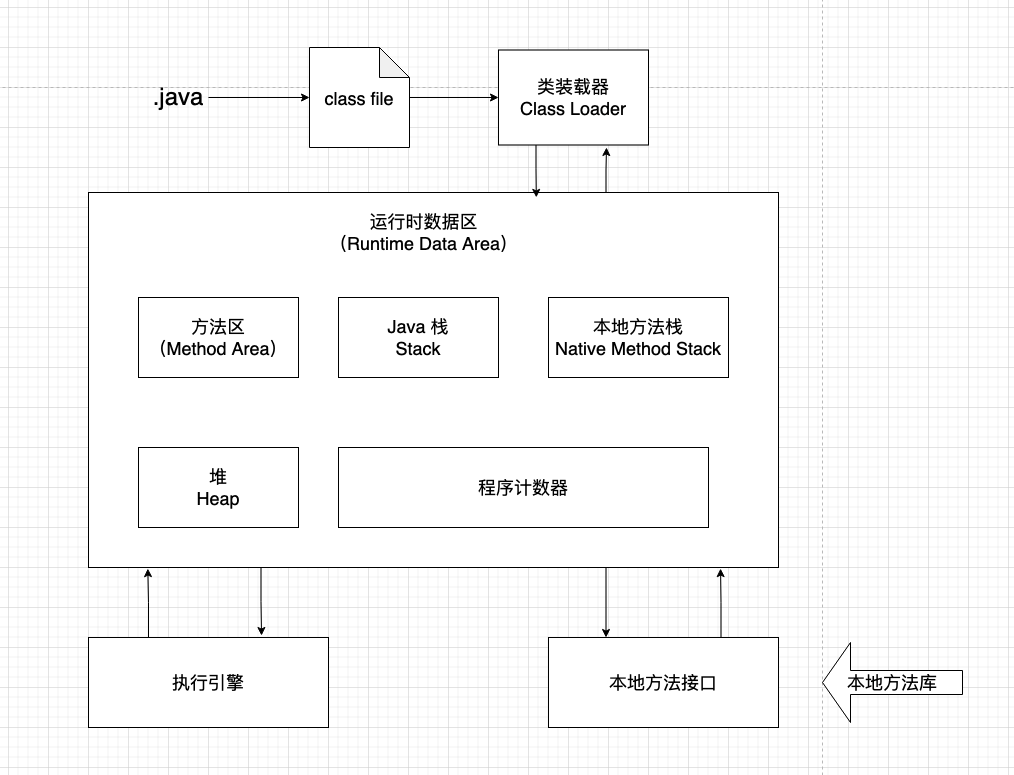 .java
class file
类装载器
Class Loader
运行时数据区
（Runtime Data Area）
方法区
（Method Area）
Java 栈
Stack
本地方法栈
Native Method Stack
堆
Heap
程序计数器
执行引擎
本地方法接口
本地方法库